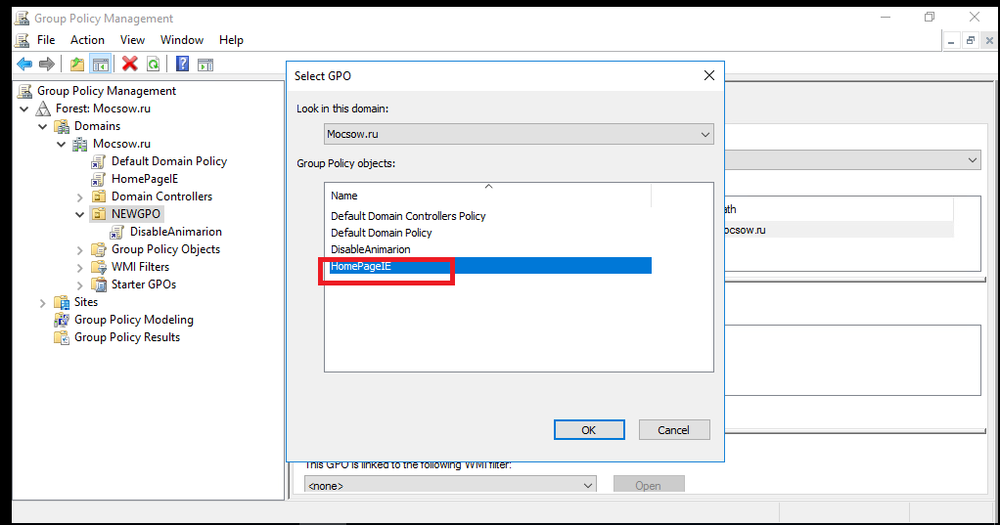 Group Policy Management
File Action View Window Help
Group Policy Management
Forest: Mocsow.ru
Domains
Mocsow.ru
Default Domain Policy
HomePageIE
Domain Controllers
NEWGPO
DisableAnimarion
Group Policy Objects
WMI Filters
Starter GPOs
Sites
Group Policy Modeling
Group Policy Results
Select GPO
Look in this domain:
Mocsow.ru
Group Policy objects:
Name
Default Domain Controllers Policy
Default Domain Policy
DisableAnimarion
HomePageIE
OK Cancel
ath
ocsow.ru
This GPO is linked to the following WMI filter:
<none> Open